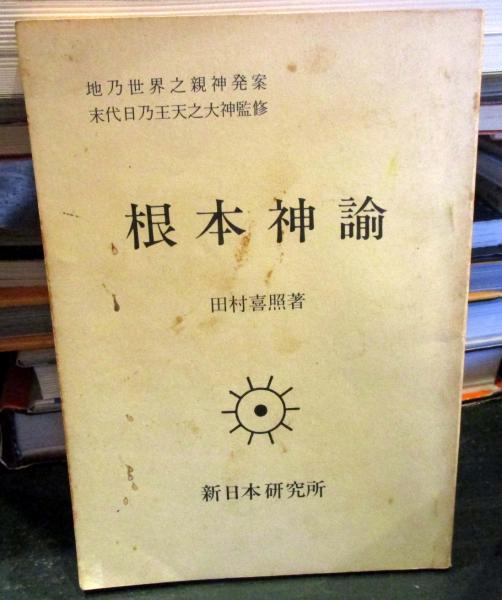 地乃世界之親神発案
末代日乃王天之大神監修
根本神諭
田村喜照著
新日本研究所